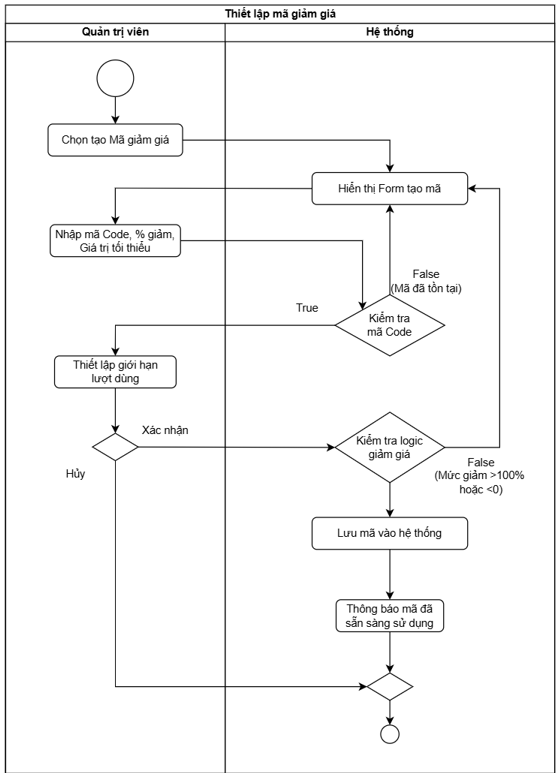 Thiết lập mã giảm giá
Quản trị viên
Hệ thống
Chọn tạo Mã giảm giá
Hiển thị Form tạo mã
Nhập mã Code, % giảm,
Giá trị tối thiểu
False
(Mã đã tồn tại)
True
Kiểm tra
mã Code
Thiết lập giới hạn
lượt dùng
Xác nhận
Hủy
Kiểm tra logic
giảm giá
False
(Mức giảm >100%
hoặc <0)
Lưu mã vào hệ thống
Thông báo mã đã
sẵn sàng sử dụng